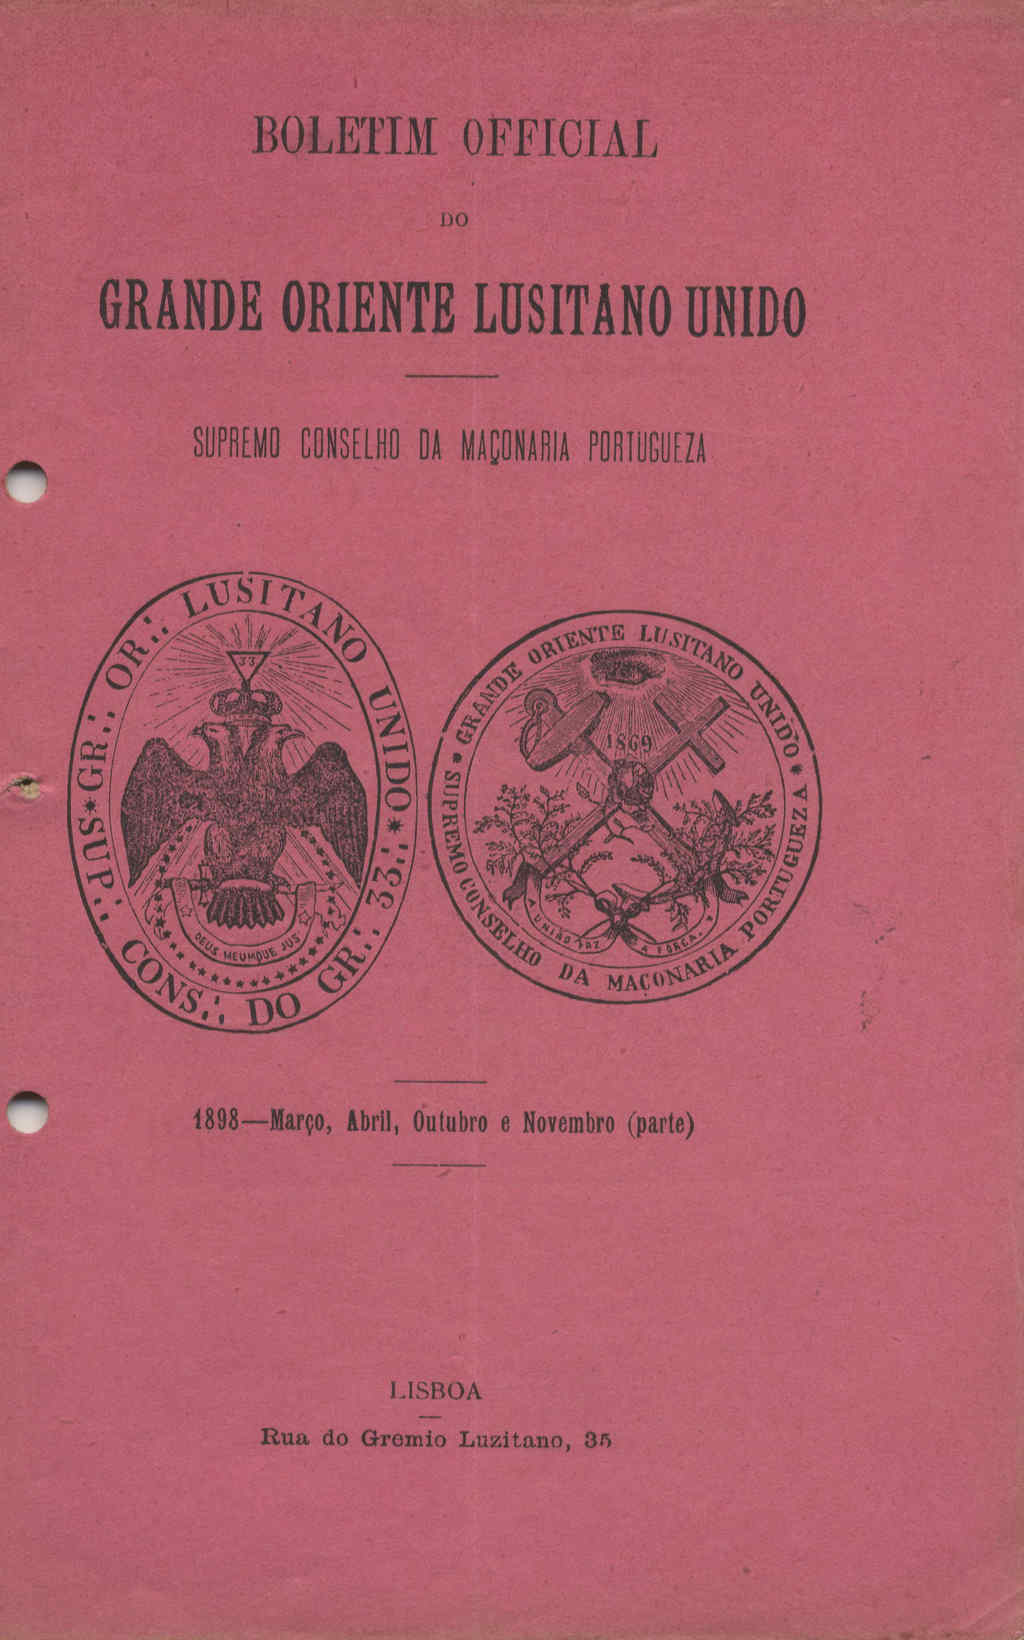 BOLETIM OFFICIAL
DO
GRANDE ORIENTE LUSITANO UNIDO
SUPREMO CONSELHO DA MAÇONARIA PORTUGUEZA
SUP∴ GR∴ OR∴ LUSITANO UNIDO
CONS∴ DO GR∴ 33∴
33
DEUS MEUMQUE JUS
GRANDE ORIENTE LUSITANO UNIDO
SUPREMO CONSELHO DA MAÇONARIA PORTUGUEZA
1869
A UNIÃO FAZ
A FORÇA
1898—Março, Abril, Outubro e Novembro (parte)
LISBOA
Rua do Gremio Luzitano, 35